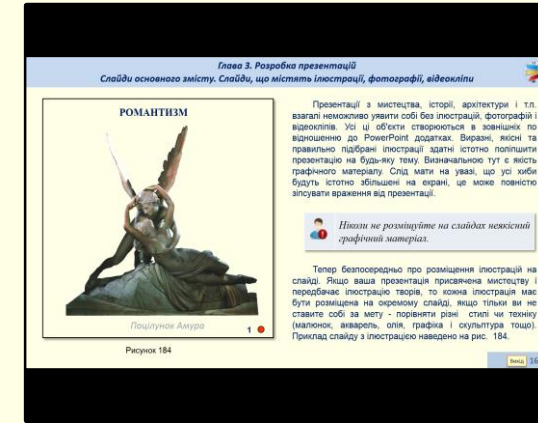 Глава 3. Розробка презентацій
Слайди основного змісту. Слайди, що містять ілюстрації, фотографії, відеокліпи
РОМАНТИЗМ
Поцілунок Амура
1
Рисунок 184
Презентації з мистецтва, історії, архітектури і т.п.
взагалі неможливо уявити собі без ілюстрацій, фотографій і
відеокліпів. Усі ці об'єкти створюються в зовнішніх по
відношенню до PowerPoint додатках. Виразні, якісні та
правильно підібрані ілюстрації здатні істотно поліпшити
презентацію на будь-яку тему. Визначальною тут є якість
графічного матеріалу. Слід мати на увазі, що усі хиби
будуть істотно збільшені на екрані, це може повністю
зіпсувати враження від презентації.
Ніколи не розміщуйте на слайдах неякісний
графічний матеріал.
Тепер безпосередньо про розміщення ілюстрацій на
слайді. Якщо ваша презентація присвячена мистецтву і
передбачає ілюстрацію творів, то кожна ілюстрація має
бути розміщена на окремому слайді, якщо тільки ви не
ставите собі за мету - порівняти різні стилі чи техніку
(малюнок, акварель, олія, графіка і скульптура тощо).
Приклад слайду з ілюстрацією наведено на рис. 184.
Вихід 16